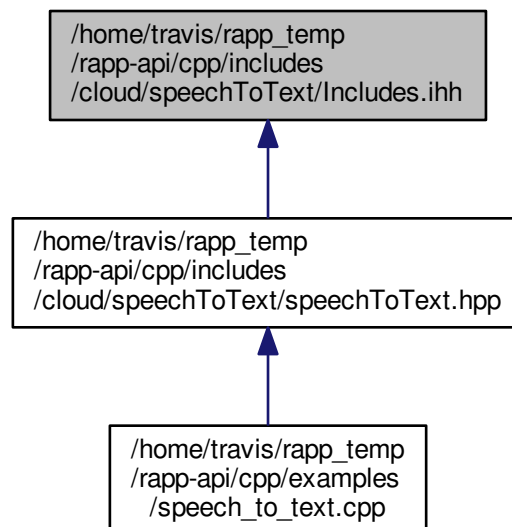 /home/travis/rapp_temp
/rapp-api/cpp/includes
/cloud/speechToText/Includes.ihh
/home/travis/rapp_temp
/rapp-api/cpp/includes
/cloud/speechToText/speechToText.hpp
/home/travis/rapp_temp
/rapp-api/cpp/examples
/speech_to_text.cpp